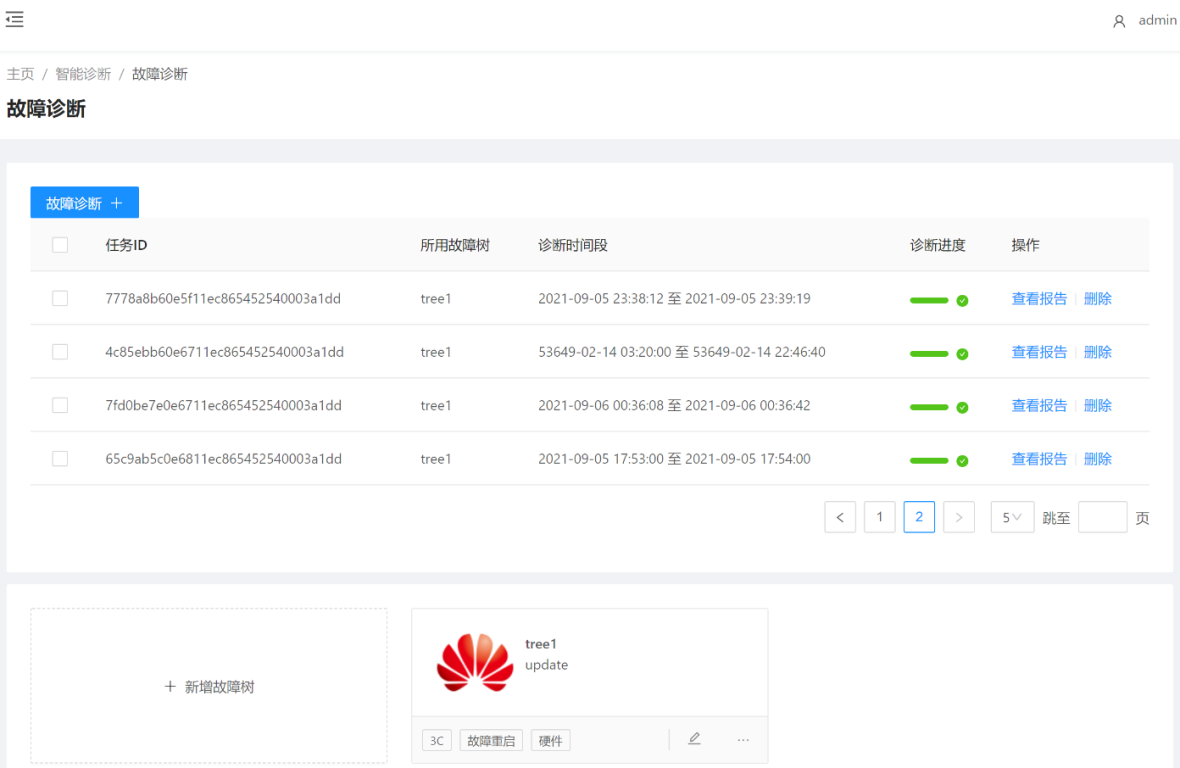 admin
主页 / 智能诊断 / 故障诊断
故障诊断
故障诊断 +
任务ID 所用故障树 诊断时间段 诊断进度 操作
7778a8b60e5f11ec865452540003a1dd tree1 2021-09-05 23:38:12 至 2021-09-05 23:39:19 查看报告 删除
4c85ebb60e6711ec865452540003a1dd tree1 53649-02-14 03:20:00 至 53649-02-14 22:46:40 查看报告 删除
7fd0be7e0e6711ec865452540003a1dd tree1 2021-09-06 00:36:08 至 2021-09-06 00:36:42 查看报告 删除
65c9ab5c0e6811ec865452540003a1dd tree1 2021-09-05 17:53:00 至 2021-09-05 17:54:00 查看报告 删除
< 1 2 > 5 跳至 页
+ 新增故障树
tree1
update
3C 故障重启 硬件 ...